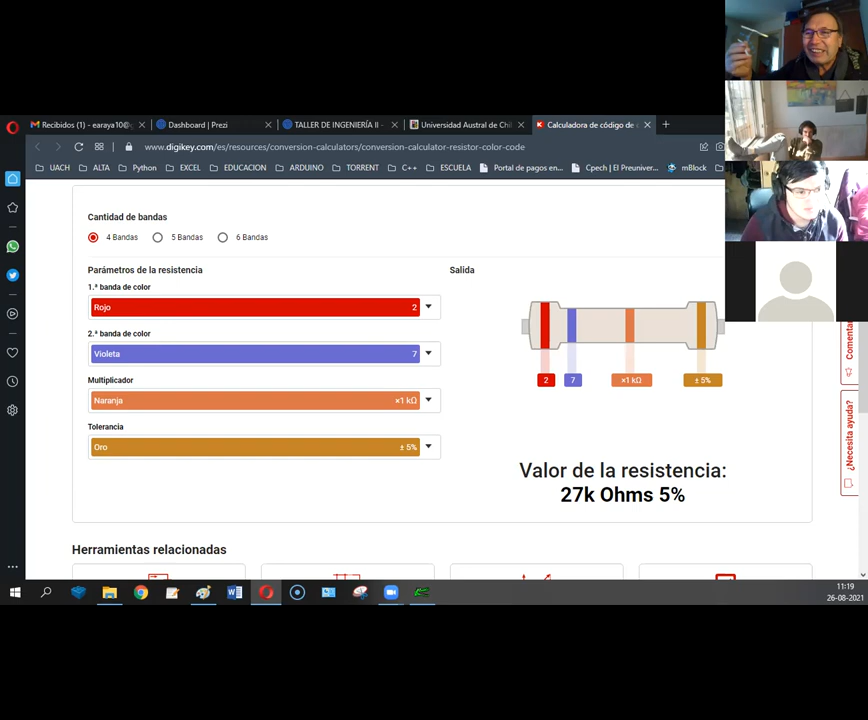 Recibidos (1) - earaya10@
Dashboard | Prezi
TALLER DE INGENIERÍA II -
Universidad Austral de Chi
Calculadora de código de
www.digikey.com/es/resources/conversion-calculators/conversion-calculator-resistor-color-code
UACH
ALTA
Python
EXCEL
EDUCACION
ARDUINO
TORRENT
C++
ESCUELA
Portal de pagos en...
Cpech | El Preuniver...
mBlock
Cantidad de bandas
4 Bandas
5 Bandas
6 Bandas
Parámetros de la resistencia
Salida
1.ª banda de color
Rojo 2
2.ª banda de color
Violeta 7
Multiplicador
Naranja ×1 kΩ
Tolerancia
Oro ± 5%
2
7
×1 kΩ
± 5%
Valor de la resistencia:
27k Ohms 5%
Comentar
¿Necesita ayuda?
Herramientas relacionadas
11:19
26-08-2021